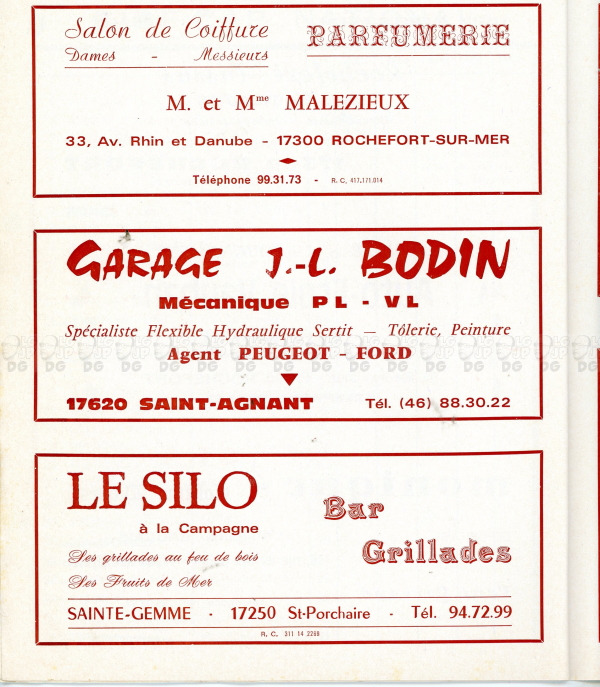 Salon de Coiffure
Dames - Messieurs
PARFUMERIE
M. et Mme MALEZIEUX
33, Av. Rhin et Danube - 17300 ROCHEFORT-SUR-MER
Téléphone 99.31.73 - R. C. 417.171.014
GARAGE J.-L. BODIN
Mécanique PL - VL
Spécialiste Flexible Hydraulique Sertit — Tôlerie, Peinture
Agent PEUGEOT - FORD
17620 SAINT-AGNANT Tél. (46) 88.30.22
LE SILO
à la Campagne
Ses grillades au feu de bois
Ses Fruits de Mer
Bar
Grillades
SAINTE-GEMME - 17250 St-Porchaire - Tél. 94.72.99
R. C. 311 14 2298